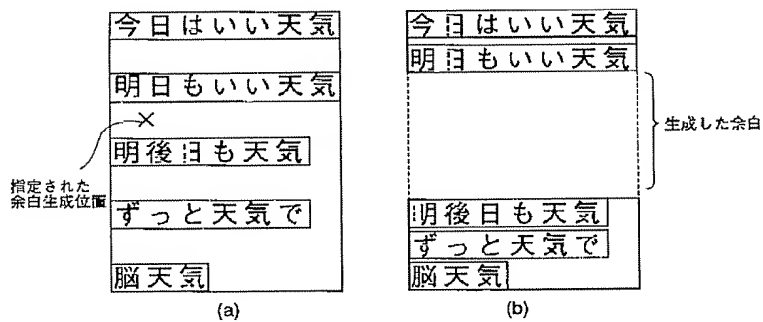 今日はいい天気
明日もいい天気
明後日も天気
指定された
余白生成位置
ずっと天気で
脳天気
(a)
今日はいい天気
明日もいい天気
生成した余白
明後日も天気
ずっと天気で
脳天気
(b)